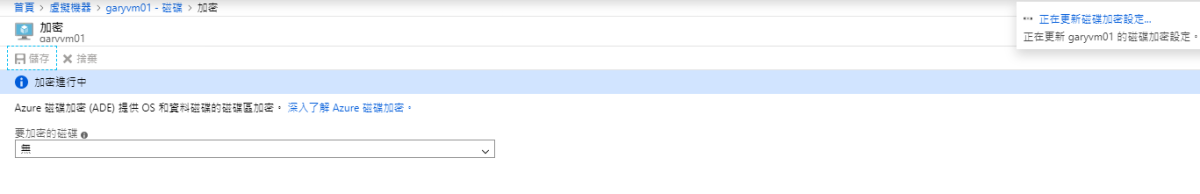 首頁 > 虛擬機器 > garyvm01 - 磁碟 > 加密
加密
garyvm01
儲存 捨棄
正在更新磁碟加密設定...
正在更新 garyvm01 的磁碟加密設定。
加密進行中
Azure 磁碟加密 (ADE) 提供 OS 和資料磁碟的磁碟區加密。 深入了解 Azure 磁碟加密。
要加密的磁碟
無